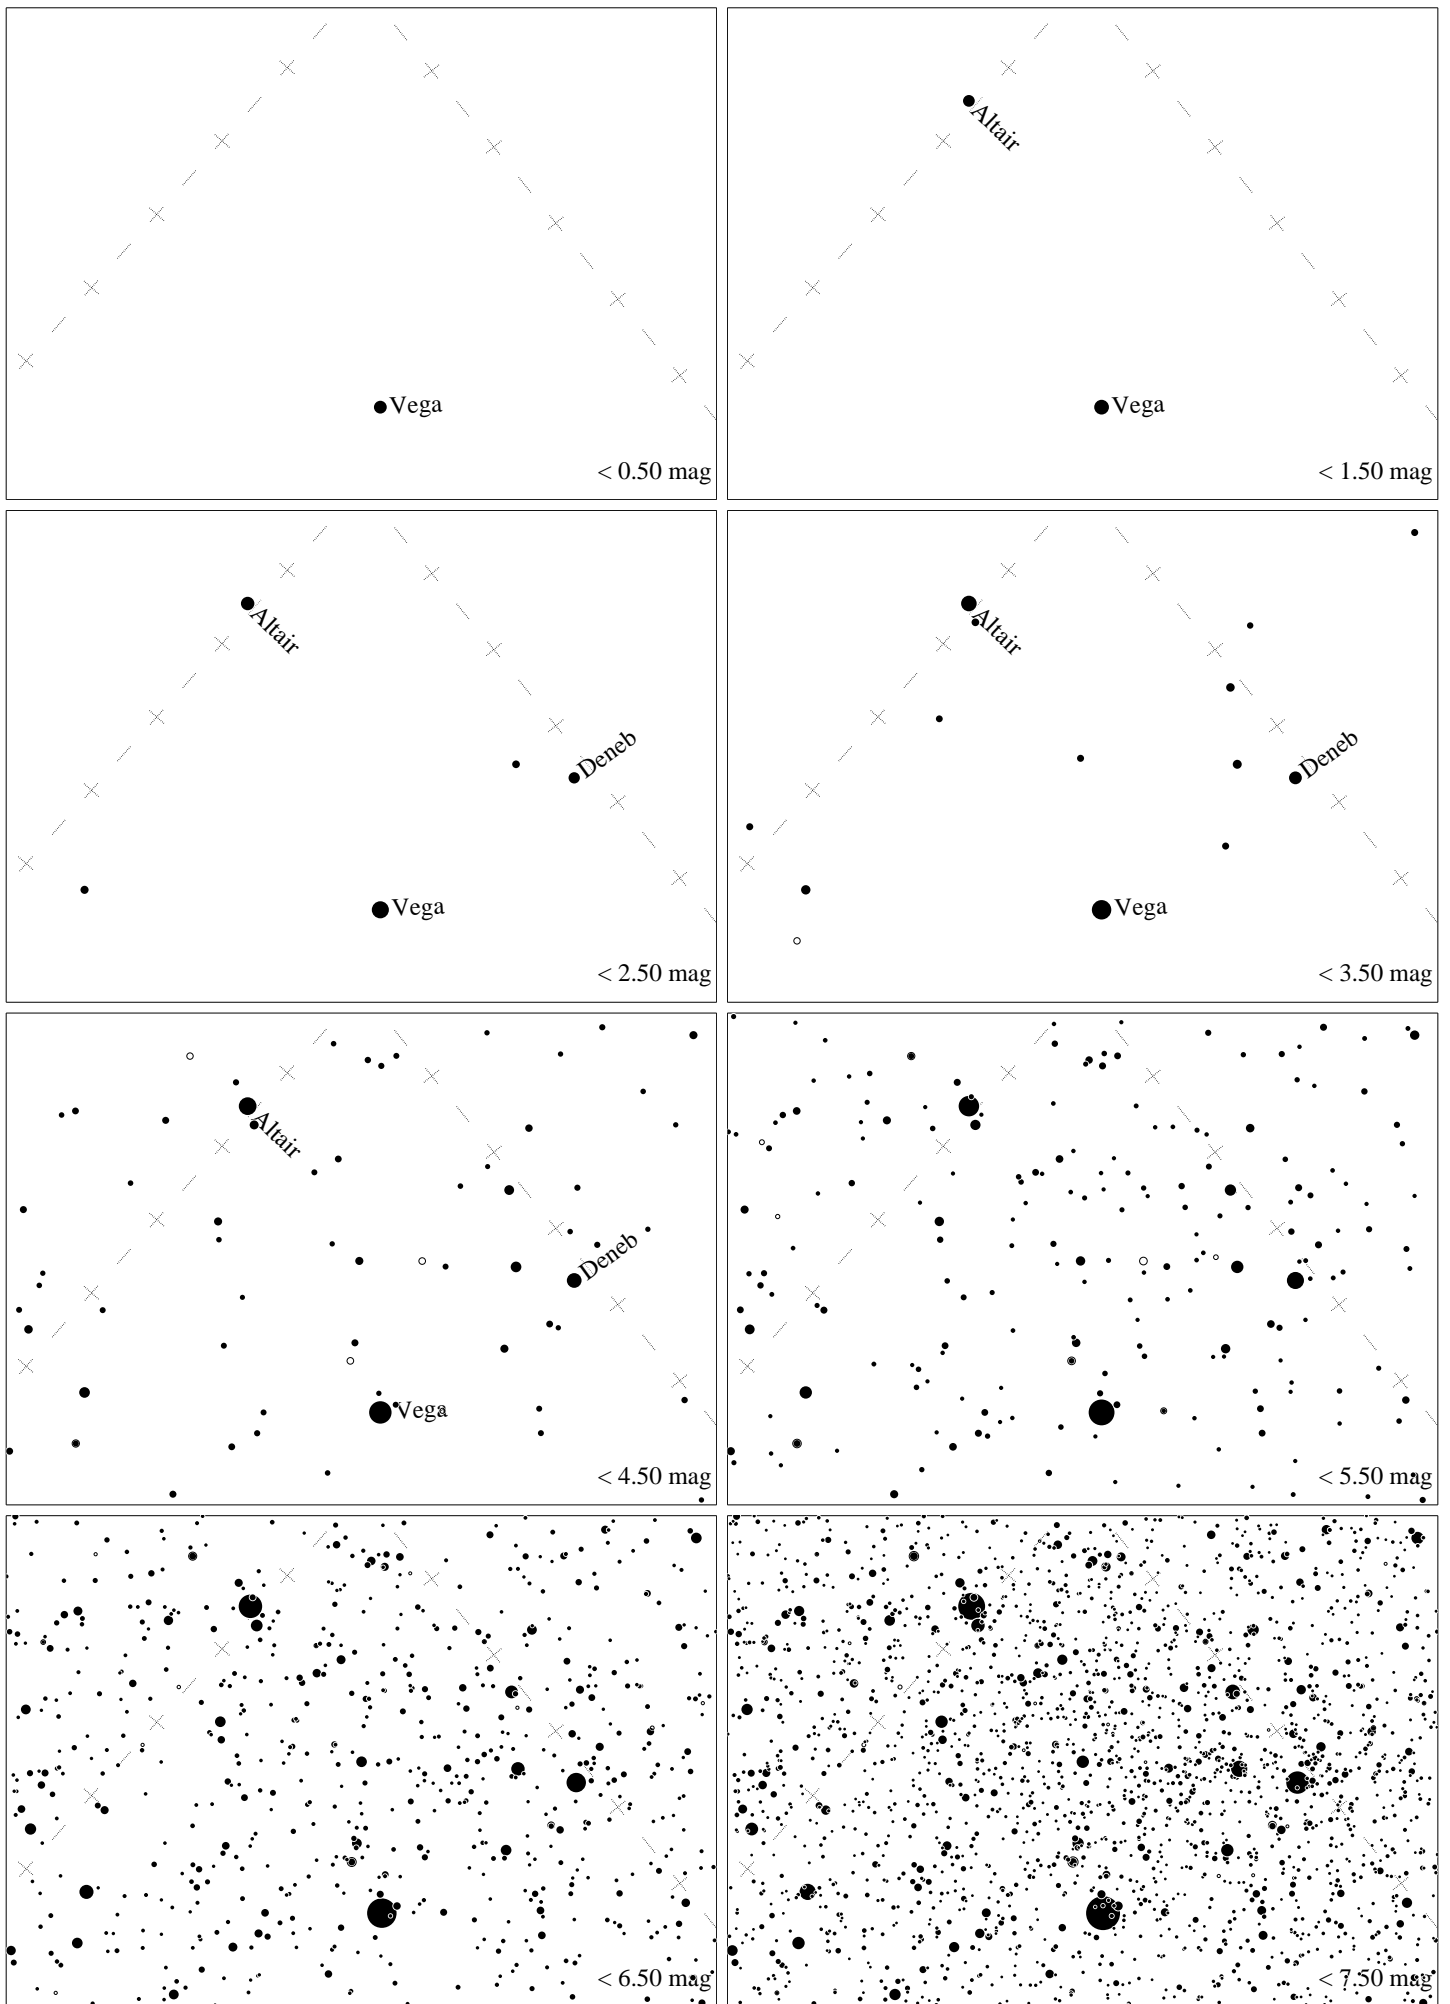 Vega
< 0.50 mag
Altair
Vega
< 1.50 mag
Altair
Deneb
Vega
< 2.50 mag
Altair
Deneb
Vega
< 3.50 mag
Altair
Deneb
Vega
< 4.50 mag
< 5.50 mag
< 6.50 mag
< 7.50 mag